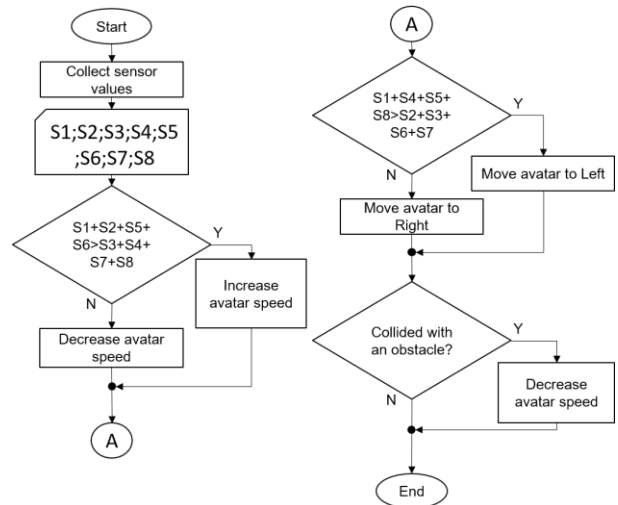 Start
Collect sensor
values
S1;S2;S3;S4;S5
;S6;S7;S8
S1+S2+S5+
S6>S3+S4+
S7+S8
Y
N
Increase
avatar speed
Decrease avatar
speed
A
A
S1+S4+S5+
S8>S2+S3+
S6+S7
Y
N
Move avatar to Left
Move avatar to
Right
Collided with
an obstacle?
Y
N
Decrease
avatar speed
End